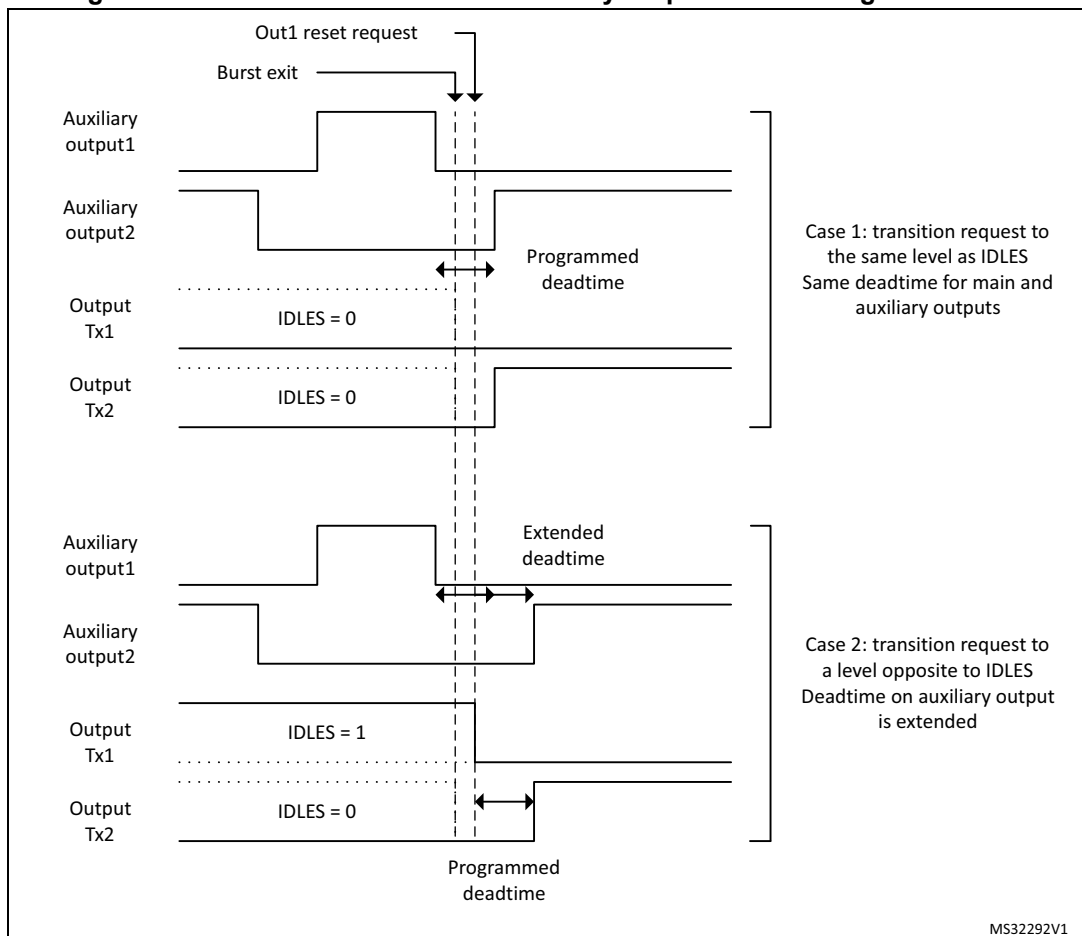 Out1 reset request
Burst exit
Auxiliary
output1
Auxiliary
output2
Programmed
deadtime
Output
Tx1
IDLES = 0
Output
Tx2
IDLES = 0
Case 1: transition request to
the same level as IDLES
Same deadtime for main and
auxiliary outputs
Auxiliary
output1
Extended
deadtime
Auxiliary
output2
Output
Tx1
IDLES = 1
Output
Tx2
IDLES = 0
Programmed
deadtime
Case 2: transition request to
a level opposite to IDLES
Deadtime on auxiliary output
is extended
MS32292V1